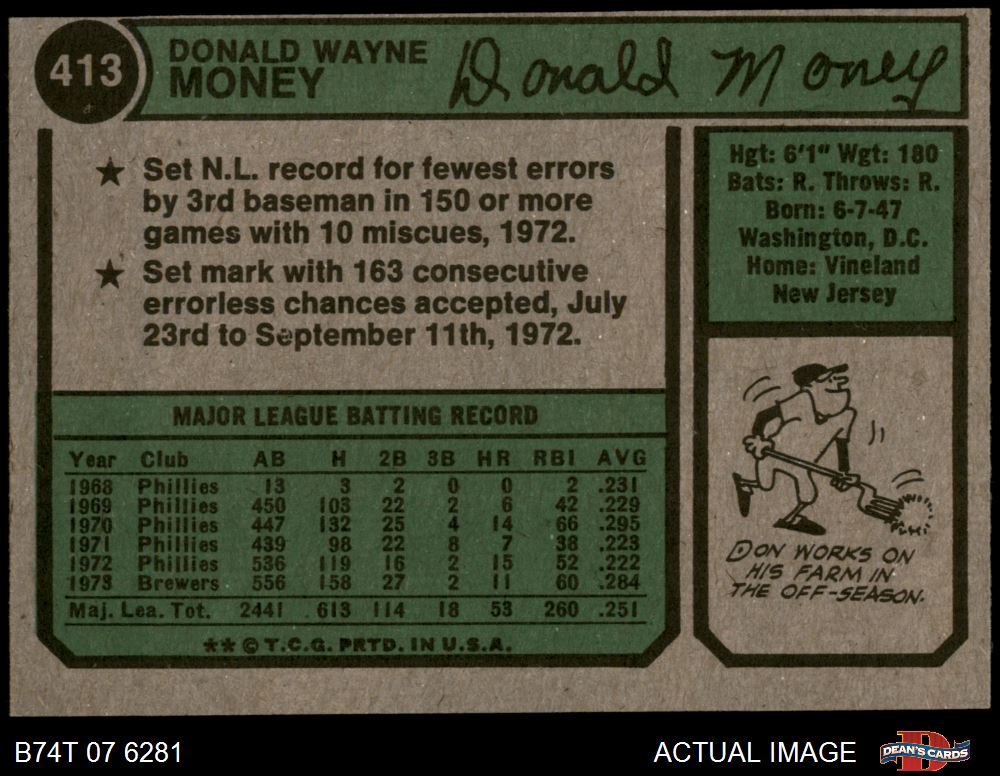 413
DONALD WAYNE
MONEY
Donald Money
★ Set N.L. record for fewest errors
by 3rd baseman in 150 or more
games with 10 miscues, 1972.
★ Set mark with 163 consecutive
errorless chances accepted, July
23rd to September 11th, 1972.
MAJOR LEAGUE BATTING RECORD
Year Club AB H 2B 3B HR RBI AVG
1968 Phillies 13 3 2 0 0 2 .231
1969 Phillies 450 103 22 2 6 42 .229
1970 Phillies 447 132 25 4 14 66 .295
1971 Phillies 439 98 22 8 7 38 .223
1972 Phillies 536 119 16 2 15 52 .222
1973 Brewers 556 158 27 2 11 60 .284
Maj. Lea. Tot. 2441 613 114 18 53 260 .251
** © T.C.G. PRTD. IN U.S.A.
Hgt: 6'1" Wgt: 180
Bats: R. Throws: R.
Born: 6-7-47
Washington, D.C.
Home: Vineland
New Jersey
DON WORKS ON
HIS FARM IN
THE OFF-SEASON.
B74T 07 6281
ACTUAL IMAGE
D
DEAN'S CARDS